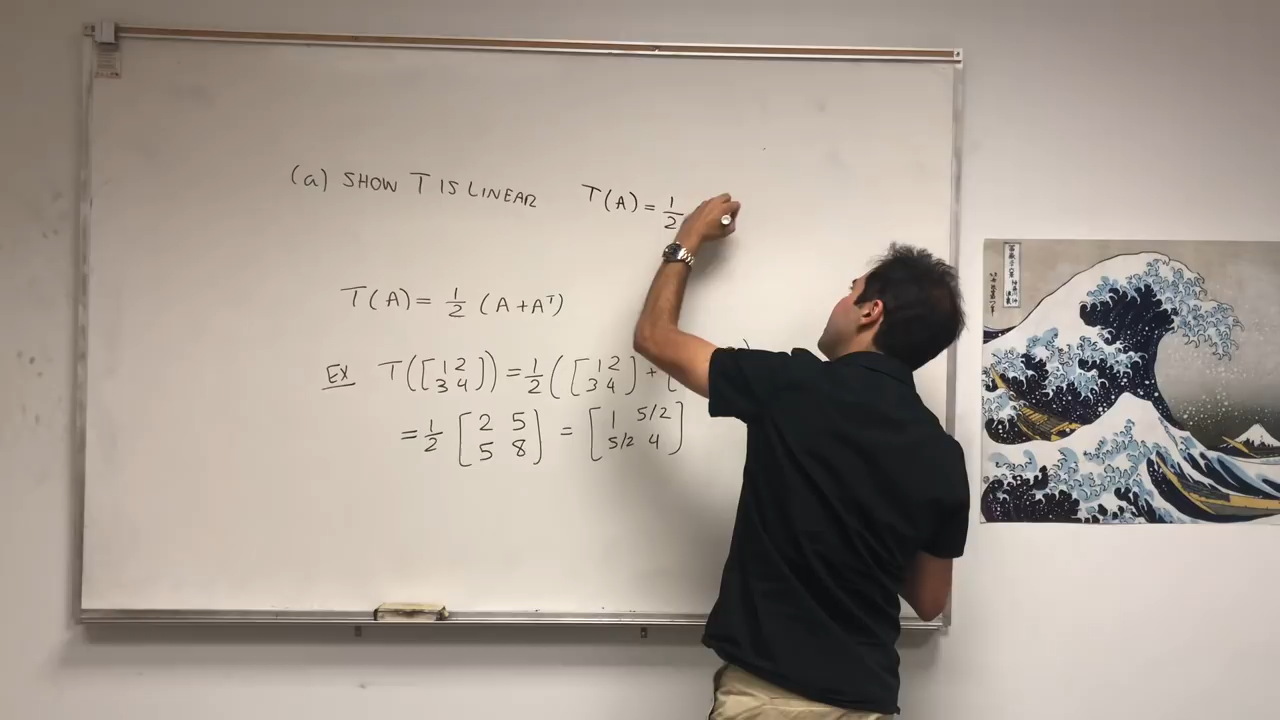 (a) SHOW T IS LINEAR T(A) = 1/2
T(A) = 1/2 (A + Aᵀ)
EX T([1 2
3 4]) = 1/2 ([1 2
3 4] + [
= 1/2 [2 5
5 8] = [1 5/2
5/2 4]